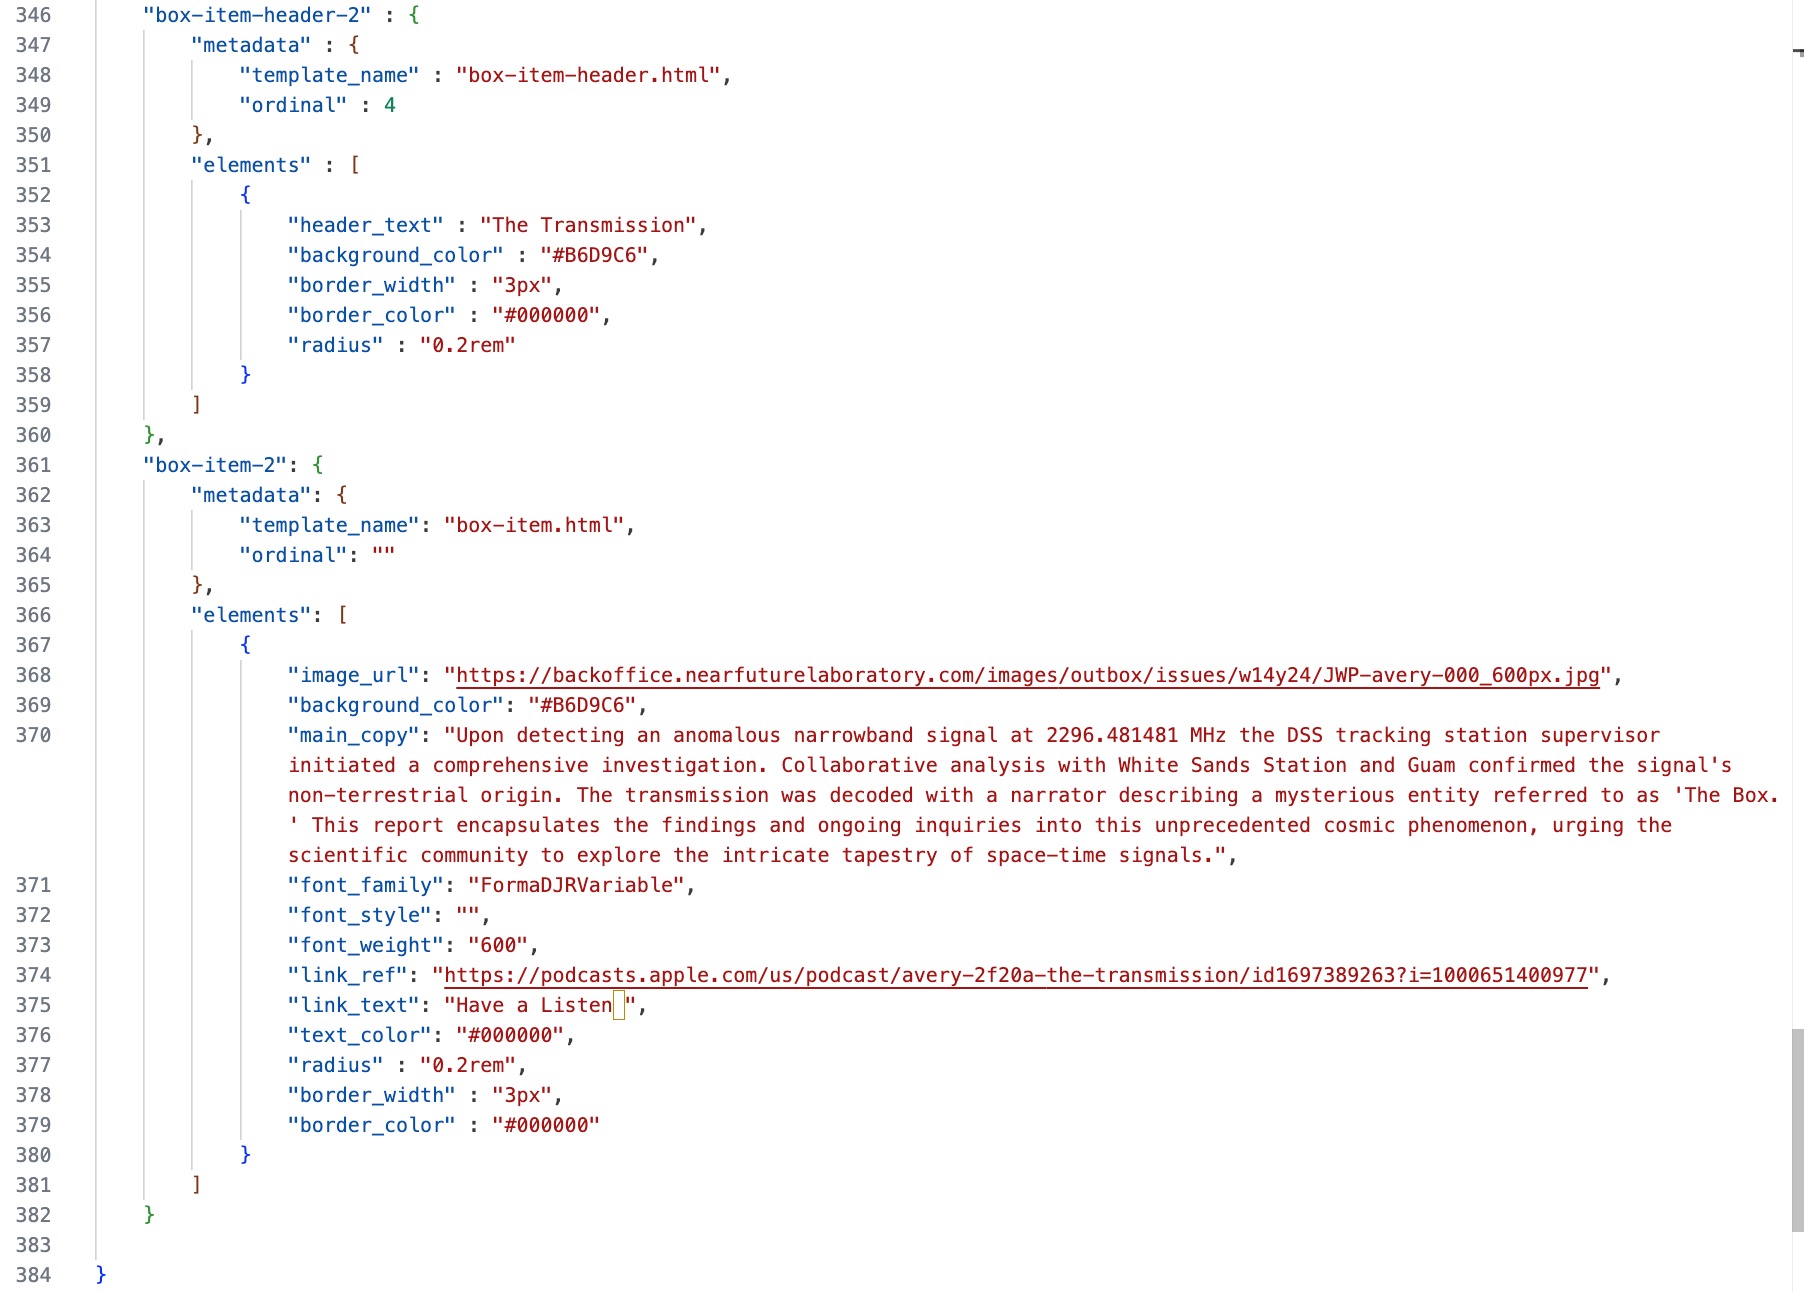 346 "box-item-header-2" : {
347 "metadata" : {
348 "template_name" : "box-item-header.html",
349 "ordinal" : 4
350 },
351 "elements" : [
352 {
353 "header_text" : "The Transmission",
354 "background_color" : "#B6D9C6",
355 "border_width" : "3px",
356 "border_color" : "#000000",
357 "radius" : "0.2rem"
358 }
359 ]
360 },
361 "box-item-2": {
362 "metadata": {
363 "template_name": "box-item.html",
364 "ordinal": ""
365 },
366 "elements": [
367 {
368 "image_url": "https://backoffice.nearfuturelaboratory.com/images/outbox/issues/w14y24/JWP-avery-000_600px.jpg",
369 "background_color": "#B6D9C6",
370 "main_copy": "Upon detecting an anomalous narrowband signal at 2296.481481 MHz the DSS tracking station supervisor
initiated a comprehensive investigation. Collaborative analysis with White Sands Station and Guam confirmed the signal's
non-terrestrial origin. The transmission was decoded with a narrator describing a mysterious entity referred to as 'The Box.
' This report encapsulates the findings and ongoing inquiries into this unprecedented cosmic phenomenon, urging the
scientific community to explore the intricate tapestry of space-time signals.",
371 "font_family": "FormaDJRVariable",
372 "font_style": "",
373 "font_weight": "600",
374 "link_ref": "https://podcasts.apple.com/us/podcast/avery-2f20a-the-transmission/id1697389263?i=1000651400977",
375 "link_text": "Have a Listen ",
376 "text_color": "#000000",
377 "radius" : "0.2rem",
378 "border_width" : "3px",
379 "border_color" : "#000000"
380 }
381 ]
382 }
383
384 }